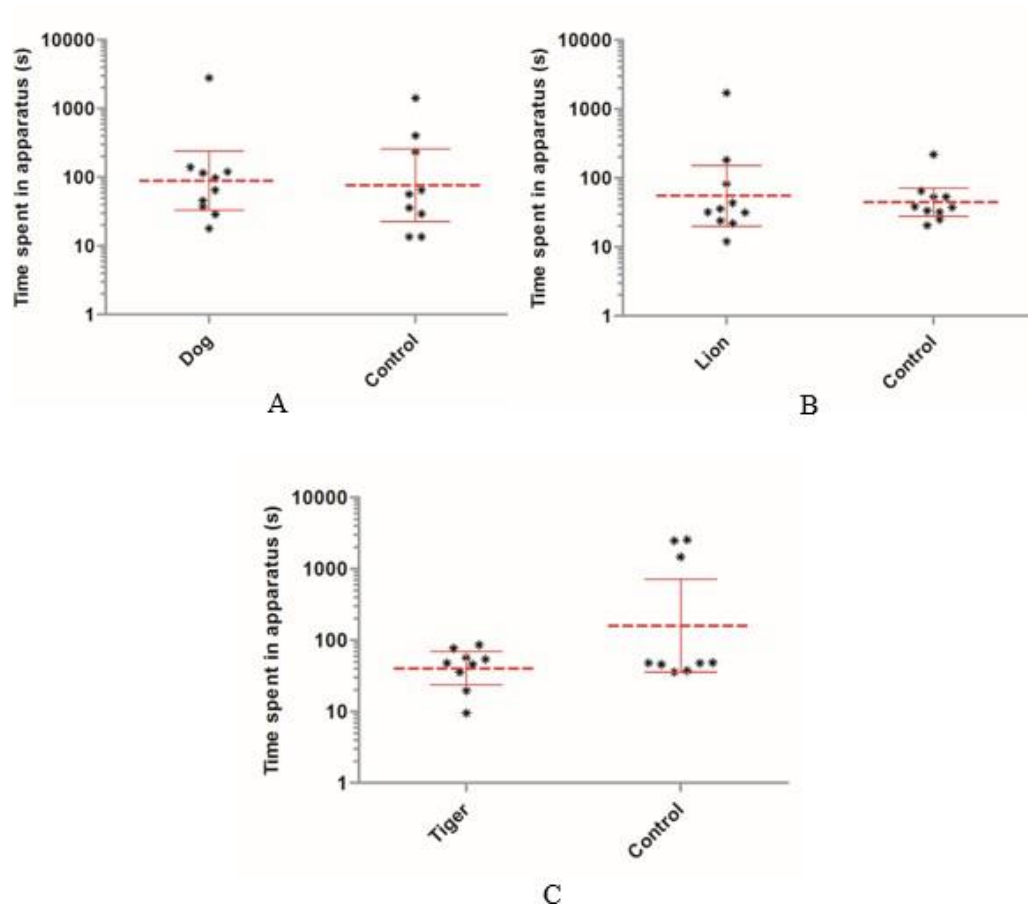 Time spent in apparatus (s)
10000
1000
100
10
1
Dog
Control
A
Time spent in apparatus (s)
10000
1000
100
10
1
Lion
Control
B
Time spent in apparatus (s)
10000
1000
100
10
1
Tiger
Control
C